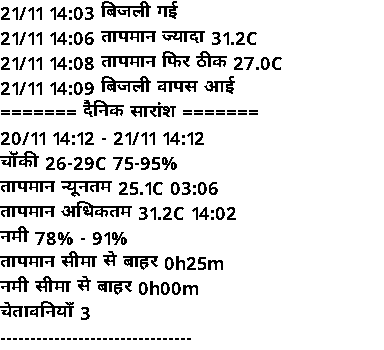 21/11 14:03 बिजली गई
21/11 14:06 तापमान ज्यादा 31.2C
21/11 14:08 तापमान फिर ठीक 27.0C
21/11 14:09 बिजली वापस आई
======= दैनिक सारांश =======
20/11 14:12 - 21/11 14:12
चॉकी 26-29C 75-95%
तापमान न्यूनतम 25.1C 03:06
तापमान अधिकतम 31.2C 14:02
नमी 78% - 91%
तापमान सीमा से बाहर 0h25m
नमी सीमा से बाहर 0h00m
चेतावनियाँ 3
--------------------------------